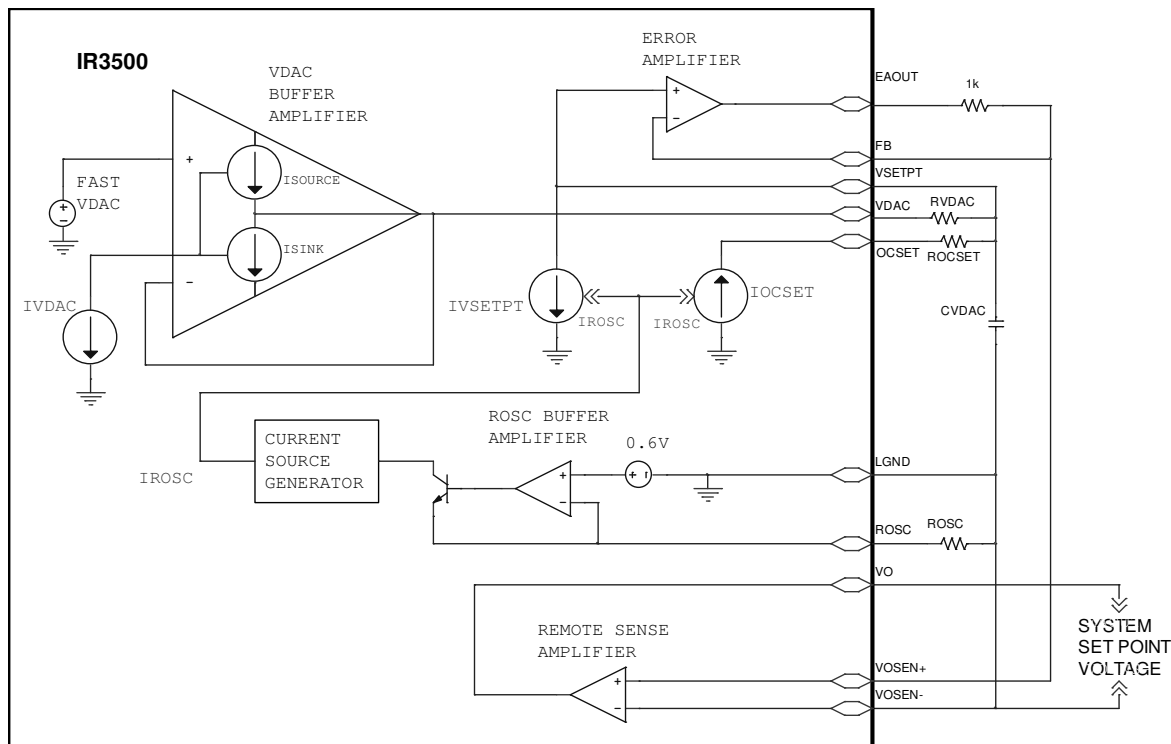 IR3500
VDAC
BUFFER
AMPLIFIER
ERROR
AMPLIFIER
EAOUT
1k
+
-
FB
VSETPT
+
FAST
VDAC
+
-
ISOURCE
VDAC
RVDAC
ISINK
OCSET
ROCSET
-
IVDAC
IVSETPT
IROSC
IROSC
IOCSET
CVDAC
ROSC BUFFER
AMPLIFIER
CURRENT
SOURCE
GENERATOR
0.6V
+
-
+
-
LGND
IROSC
ROSC
ROSC
VO
REMOTE SENSE
AMPLIFIER
SYSTEM
SET POINT
VOLTAGE
+
-
VOSEN+
VOSEN-